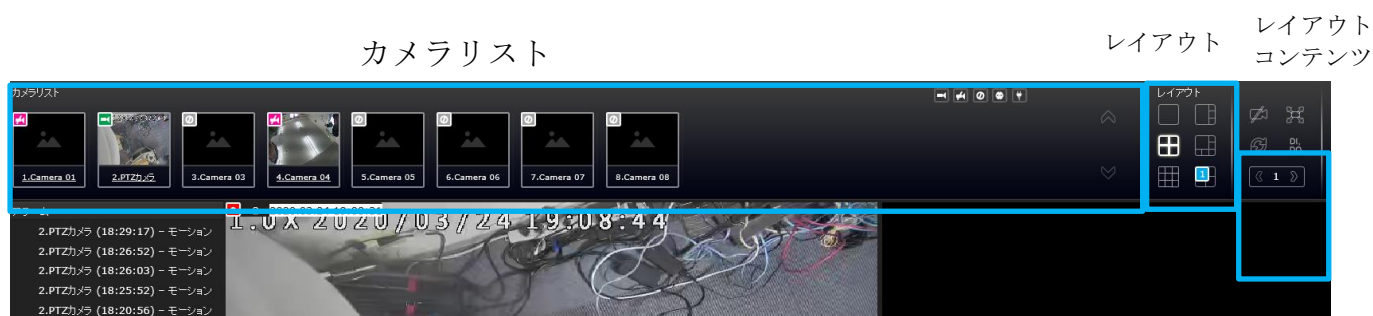 カメラリスト
レイアウト
レイアウト
コンテンツ
カメラリスト
レイアウト
1.Camera 01
2.PTZカメラ
3.Camera 03
4.Camera 04
5.Camera 05
6.Camera 06
7.Camera 07
8.Camera 08
1
DI.
DO
1
1.0X 2020/03/24 19:08:44
2.PTZカメラ (18:29:17) – モーション
2.PTZカメラ (18:26:52) – モーション
2.PTZカメラ (18:26:03) – モーション
2.PTZカメラ (18:25:52) – モーション
2.PTZカメラ (18:20:56) – モーション